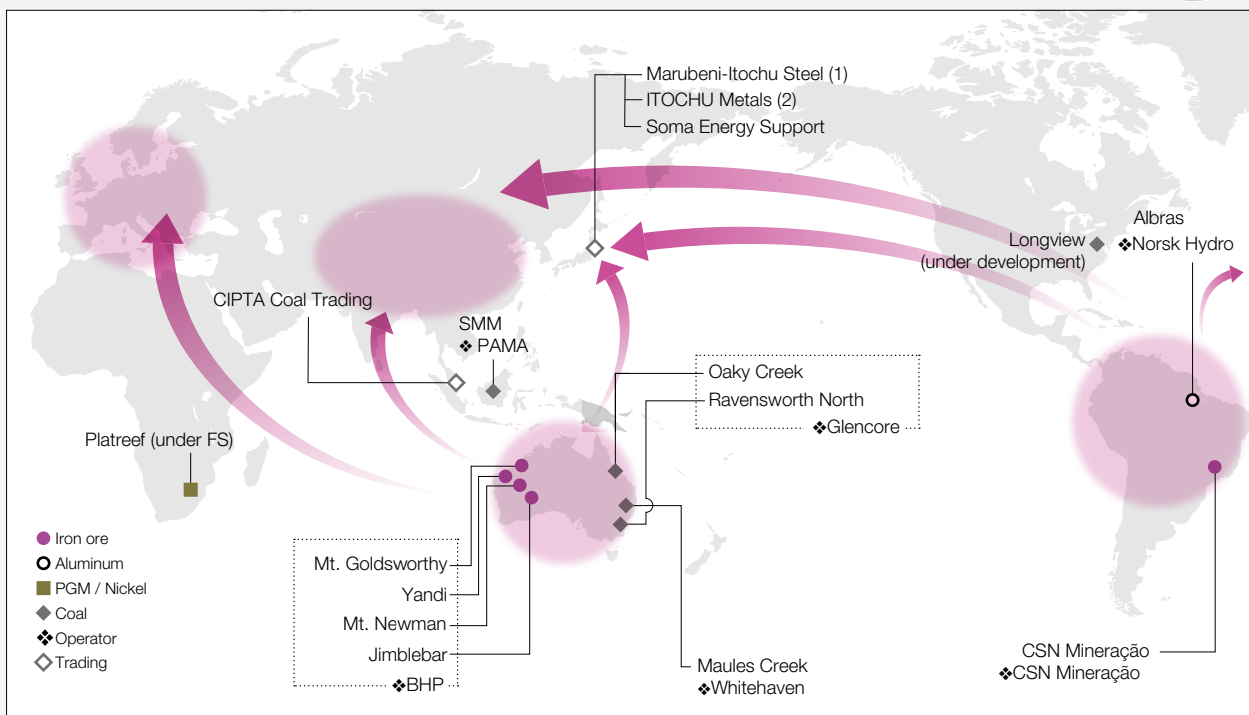 Marubeni-Itochu Steel (1)
ITOCHU Metals (2)
Soma Energy Support
Albras
❖Norsk Hydro
Longview
(under development)
CIPTA Coal Trading
SMM
❖ PAMA
Oaky Creek
Ravensworth North
❖Glencore
Platreef (under FS)
Iron ore
Aluminum
PGM / Nickel
Coal
❖Operator
Trading
Mt. Goldsworthy
Yandi
Mt. Newman
Jimblebar
❖BHP
Maules Creek
❖Whitehaven
CSN Mineração
❖CSN Mineração